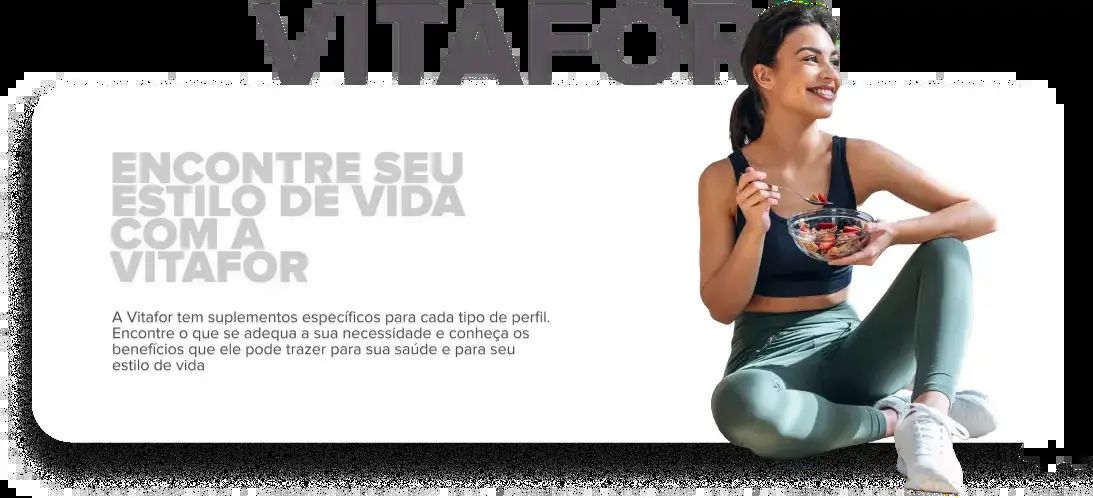 VITAFOR
ENCONTRE SEU
ESTILO DE VIDA
COM A
VITAFOR
A Vitafor tem suplementos específicos para cada tipo de perfil.
Encontre o que se adequa a sua necessidade e conheça os
benefícios que ele pode trazer para sua saúde e para seu
estilo de vida